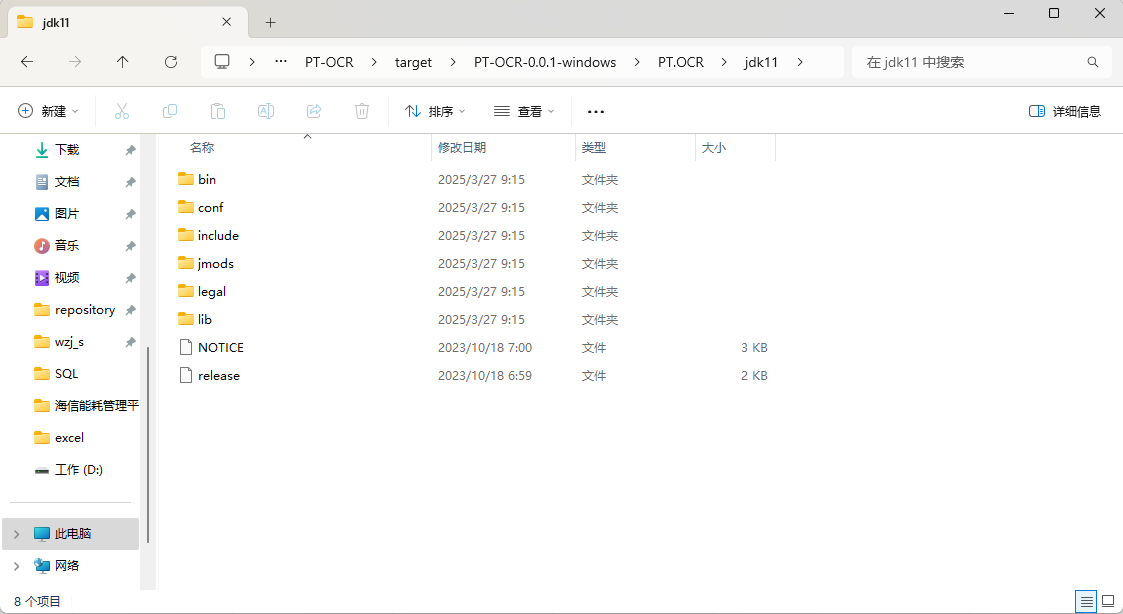 jdk11
PT-OCR > target > PT-OCR-0.0.1-windows > PT.OCR > jdk11 >
在 jdk11 中搜索
新建
排序
查看
详细信息
名称 修改日期 类型 大小
下载
文档
图片
音乐
视频
repository
wzj_s
SQL
海信能耗管理平
excel
工作 (D:)
此电脑
网络
bin 2025/3/27 9:15 文件夹
conf 2025/3/27 9:15 文件夹
include 2025/3/27 9:15 文件夹
jmods 2025/3/27 9:15 文件夹
legal 2025/3/27 9:15 文件夹
lib 2025/3/27 9:15 文件夹
NOTICE 2023/10/18 7:00 文件 3 KB
release 2023/10/18 6:59 文件 2 KB
8 个项目